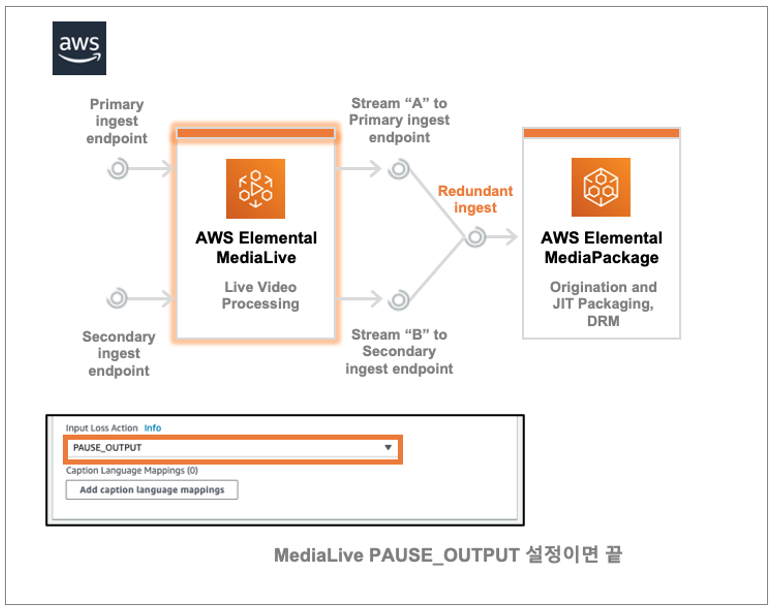 aws
Primary
ingest
endpoint
Stream “A” to
Primary ingest
endpoint
Redundant
ingest
AWS Elemental
MediaLive
Live Video
Processing
AWS Elemental
MediaPackage
Origination and
JIT Packaging,
DRM
Secondary
ingest
endpoint
Stream “B” to
Secondary
ingest endpoint
Input Loss Action Info
PAUSE_OUTPUT
Caption Language Mappings (0)
Add caption language mappings
MediaLive PAUSE_OUTPUT 설정이면 끝